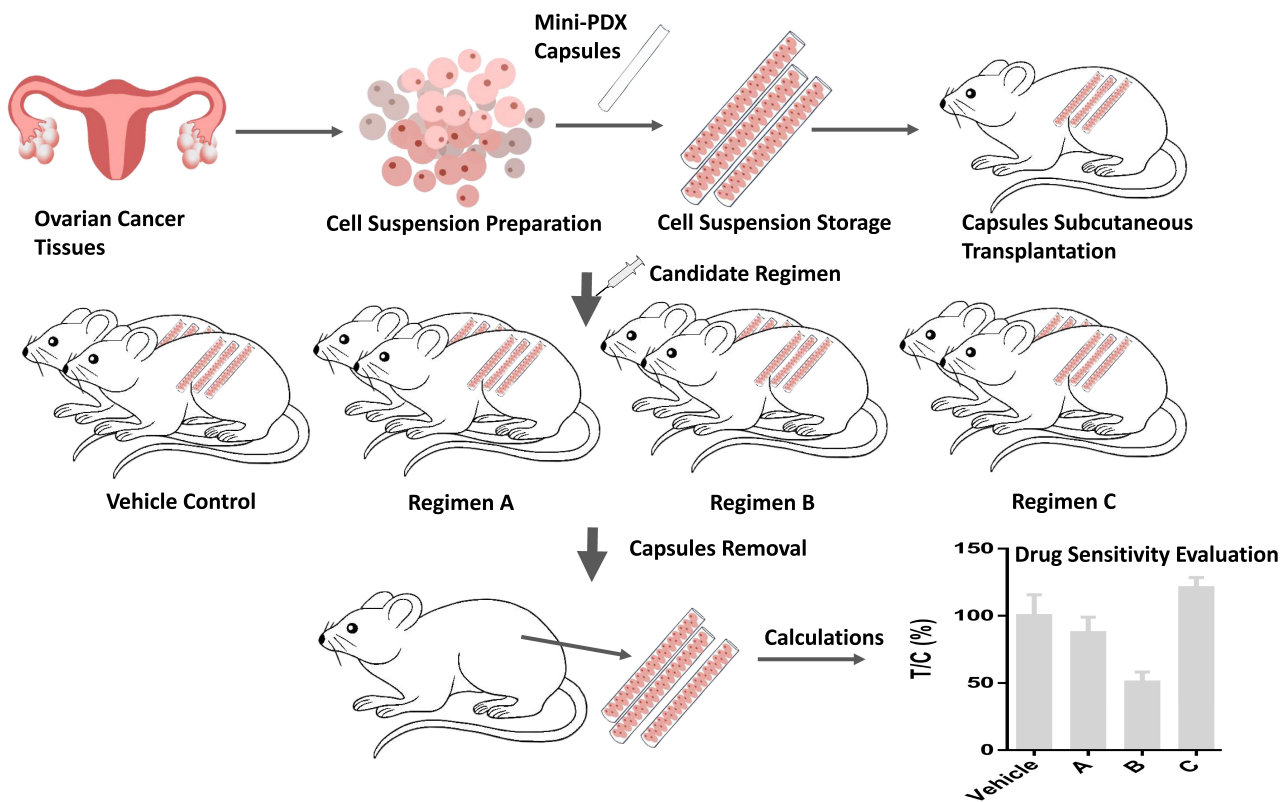 Mini-PDX
Capsules
Ovarian Cancer
Tissues
Cell Suspension Preparation
Cell Suspension Storage
Capsules Subcutaneous
Transplantation
Candidate Regimen
Vehicle Control
Regimen A
Regimen B
Regimen C
Capsules Removal
Calculations
Drug Sensitivity Evaluation
T/C (%)
150
100
50
0
Vehicle
A
B
C